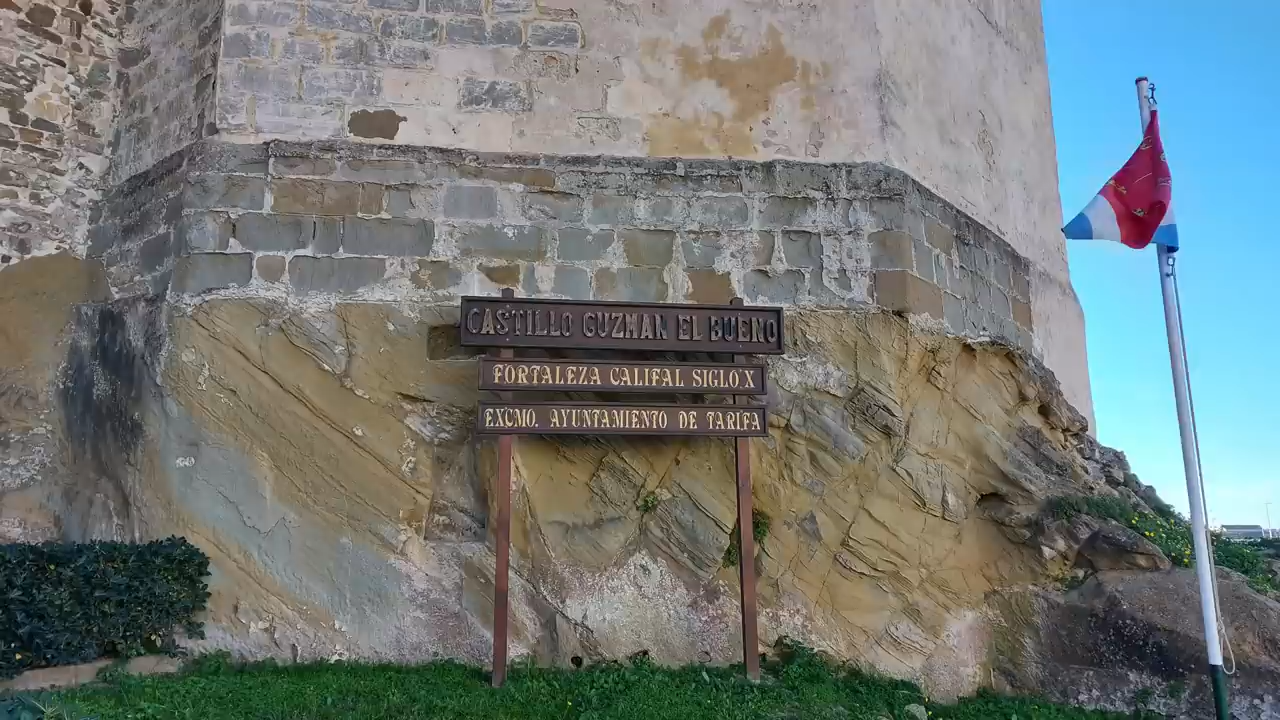 CASTILLO GUZMAN EL BUENO
FORTALEZA CALIFAL SIGLO X
EXCMO. AYUNTAMIENTO DE TARIFA